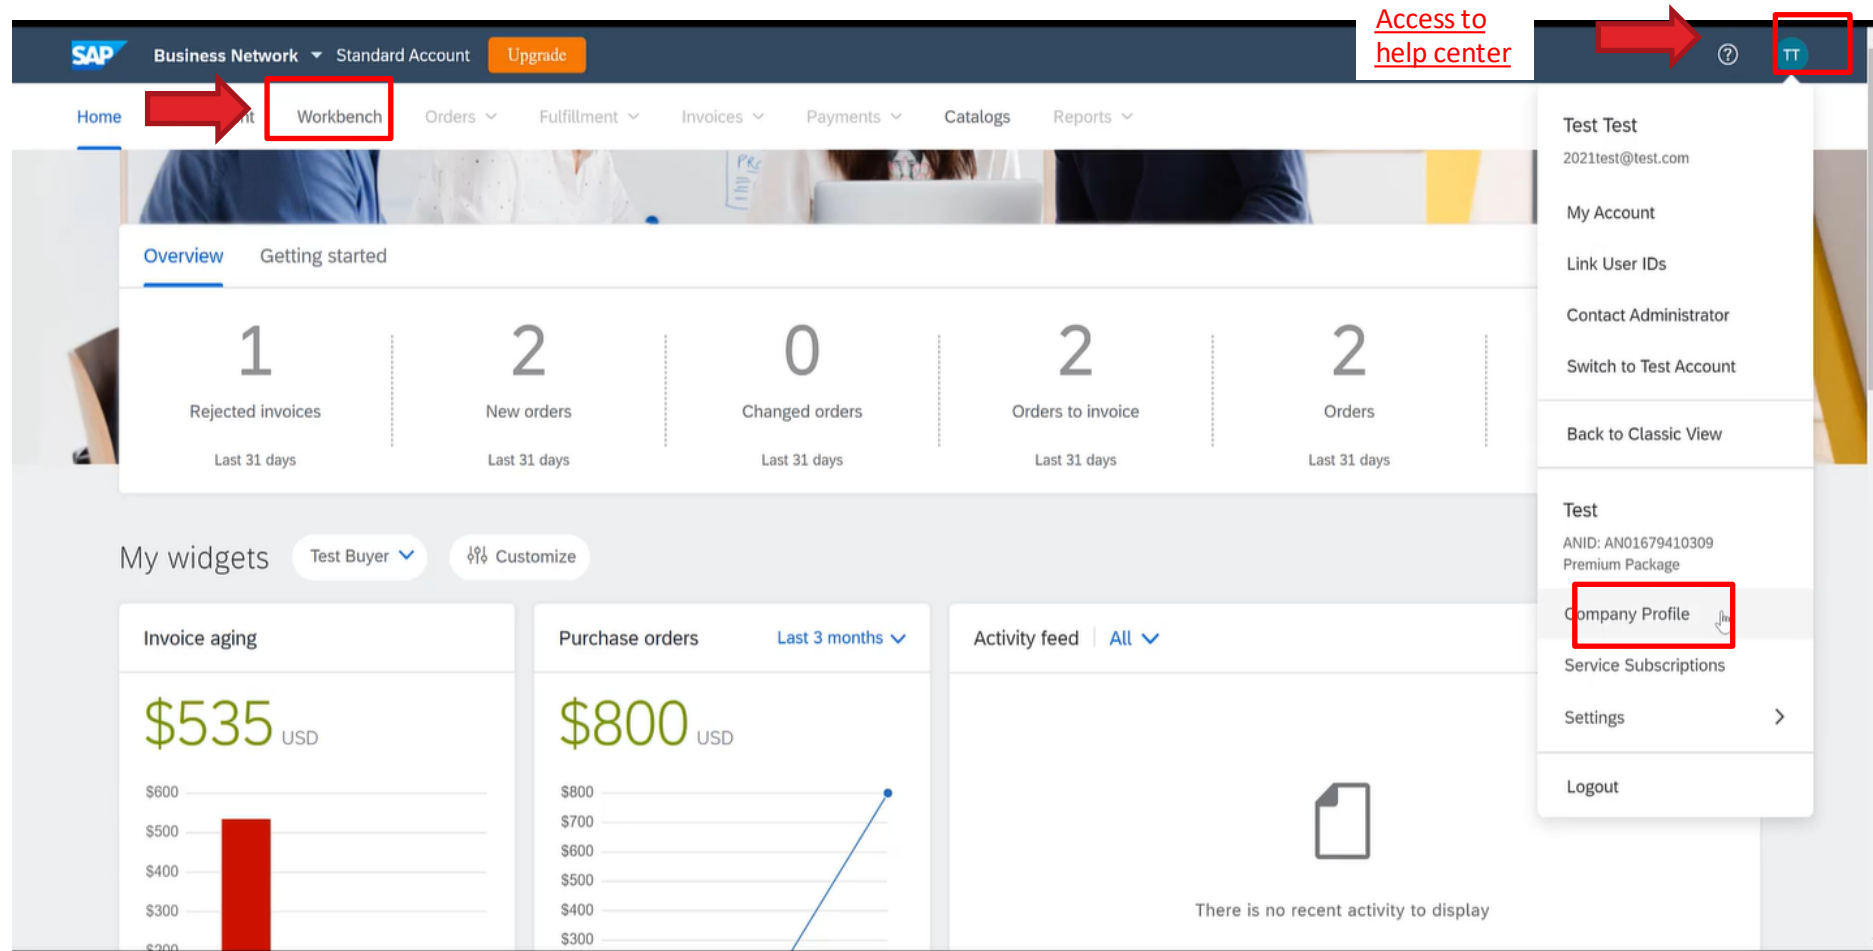 Access to
help center
SAP Business Network Standard Account Upgrade
TT
Home Workbench Orders Fulfillment Invoices Payments Catalogs Reports
Test Test
2021test@test.com
My Account
Link User IDs
Contact Administrator
Switch to Test Account
Back to Classic View
Test
ANID: AN01679410309
Premium Package
Company Profile
Service Subscriptions
Settings
Logout
Overview Getting started
1 2 0 2 2
Rejected invoices New orders Changed orders Orders to invoice Orders
Last 31 days Last 31 days Last 31 days Last 31 days Last 31 days
My widgets Test Buyer Customize
Invoice aging
$535 USD
$600
$500
$400
$300
$200
Purchase orders Last 3 months
$800 USD
$800
$700
$600
$500
$400
$300
Activity feed All
There is no recent activity to display